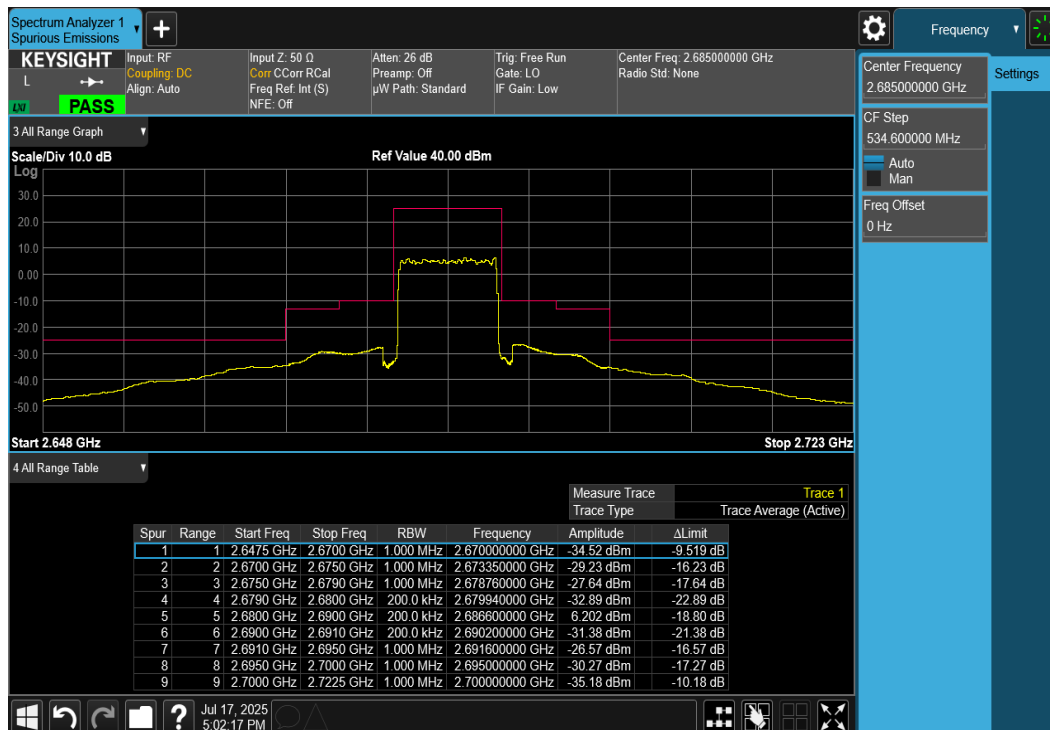 Spectrum Analyzer 1
Spurious Emissions
Frequency
KEYSIGHT
L
LXI
PASS
Input: RF
Coupling: DC
Align: Auto
Input Z: 50 Ω
Corr CCorr RCal
Freq Ref: Int (S)
NFE: Off
Atten: 26 dB
Preamp: Off
µW Path: Standard
Trig: Free Run
Gate: LO
IF Gain: Low
Center Freq: 2.685000000 GHz
Radio Std: None
Center Frequency
2.685000000 GHz
Settings
CF Step
534.600000 MHz
Auto
Man
Freq Offset
0 Hz
3 All Range Graph
Scale/Div 10.0 dB
Ref Value 40.00 dBm
Log
30.0
20.0
10.0
0.00
-10.0
-20.0
-30.0
-40.0
-50.0
Start 2.648 GHz
Stop 2.723 GHz
4 All Range Table
Measure Trace Trace 1
Trace Type Trace Average (Active)
Spur Range Start Freq Stop Freq RBW Frequency Amplitude ΔLimit
1 1 2.6475 GHz 2.6700 GHz 1.000 MHz 2.670000000 GHz -34.52 dBm -9.519 dB
2 2 2.6700 GHz 2.6750 GHz 1.000 MHz 2.673350000 GHz -29.23 dBm -16.23 dB
3 3 2.6750 GHz 2.6790 GHz 1.000 MHz 2.678760000 GHz -27.64 dBm -17.64 dB
4 4 2.6790 GHz 2.6800 GHz 200.0 kHz 2.679940000 GHz -32.89 dBm -22.89 dB
5 5 2.6800 GHz 2.6900 GHz 200.0 kHz 2.686600000 GHz 6.202 dBm -18.80 dB
6 6 2.6900 GHz 2.6910 GHz 200.0 kHz 2.690200000 GHz -31.38 dBm -21.38 dB
7 7 2.6910 GHz 2.6950 GHz 1.000 MHz 2.691600000 GHz -26.57 dBm -16.57 dB
8 8 2.6950 GHz 2.7000 GHz 1.000 MHz 2.695000000 GHz -30.27 dBm -17.27 dB
9 9 2.7000 GHz 2.7225 GHz 1.000 MHz 2.700000000 GHz -35.18 dBm -10.18 dB
Jul 17, 2025
5:02:17 PM